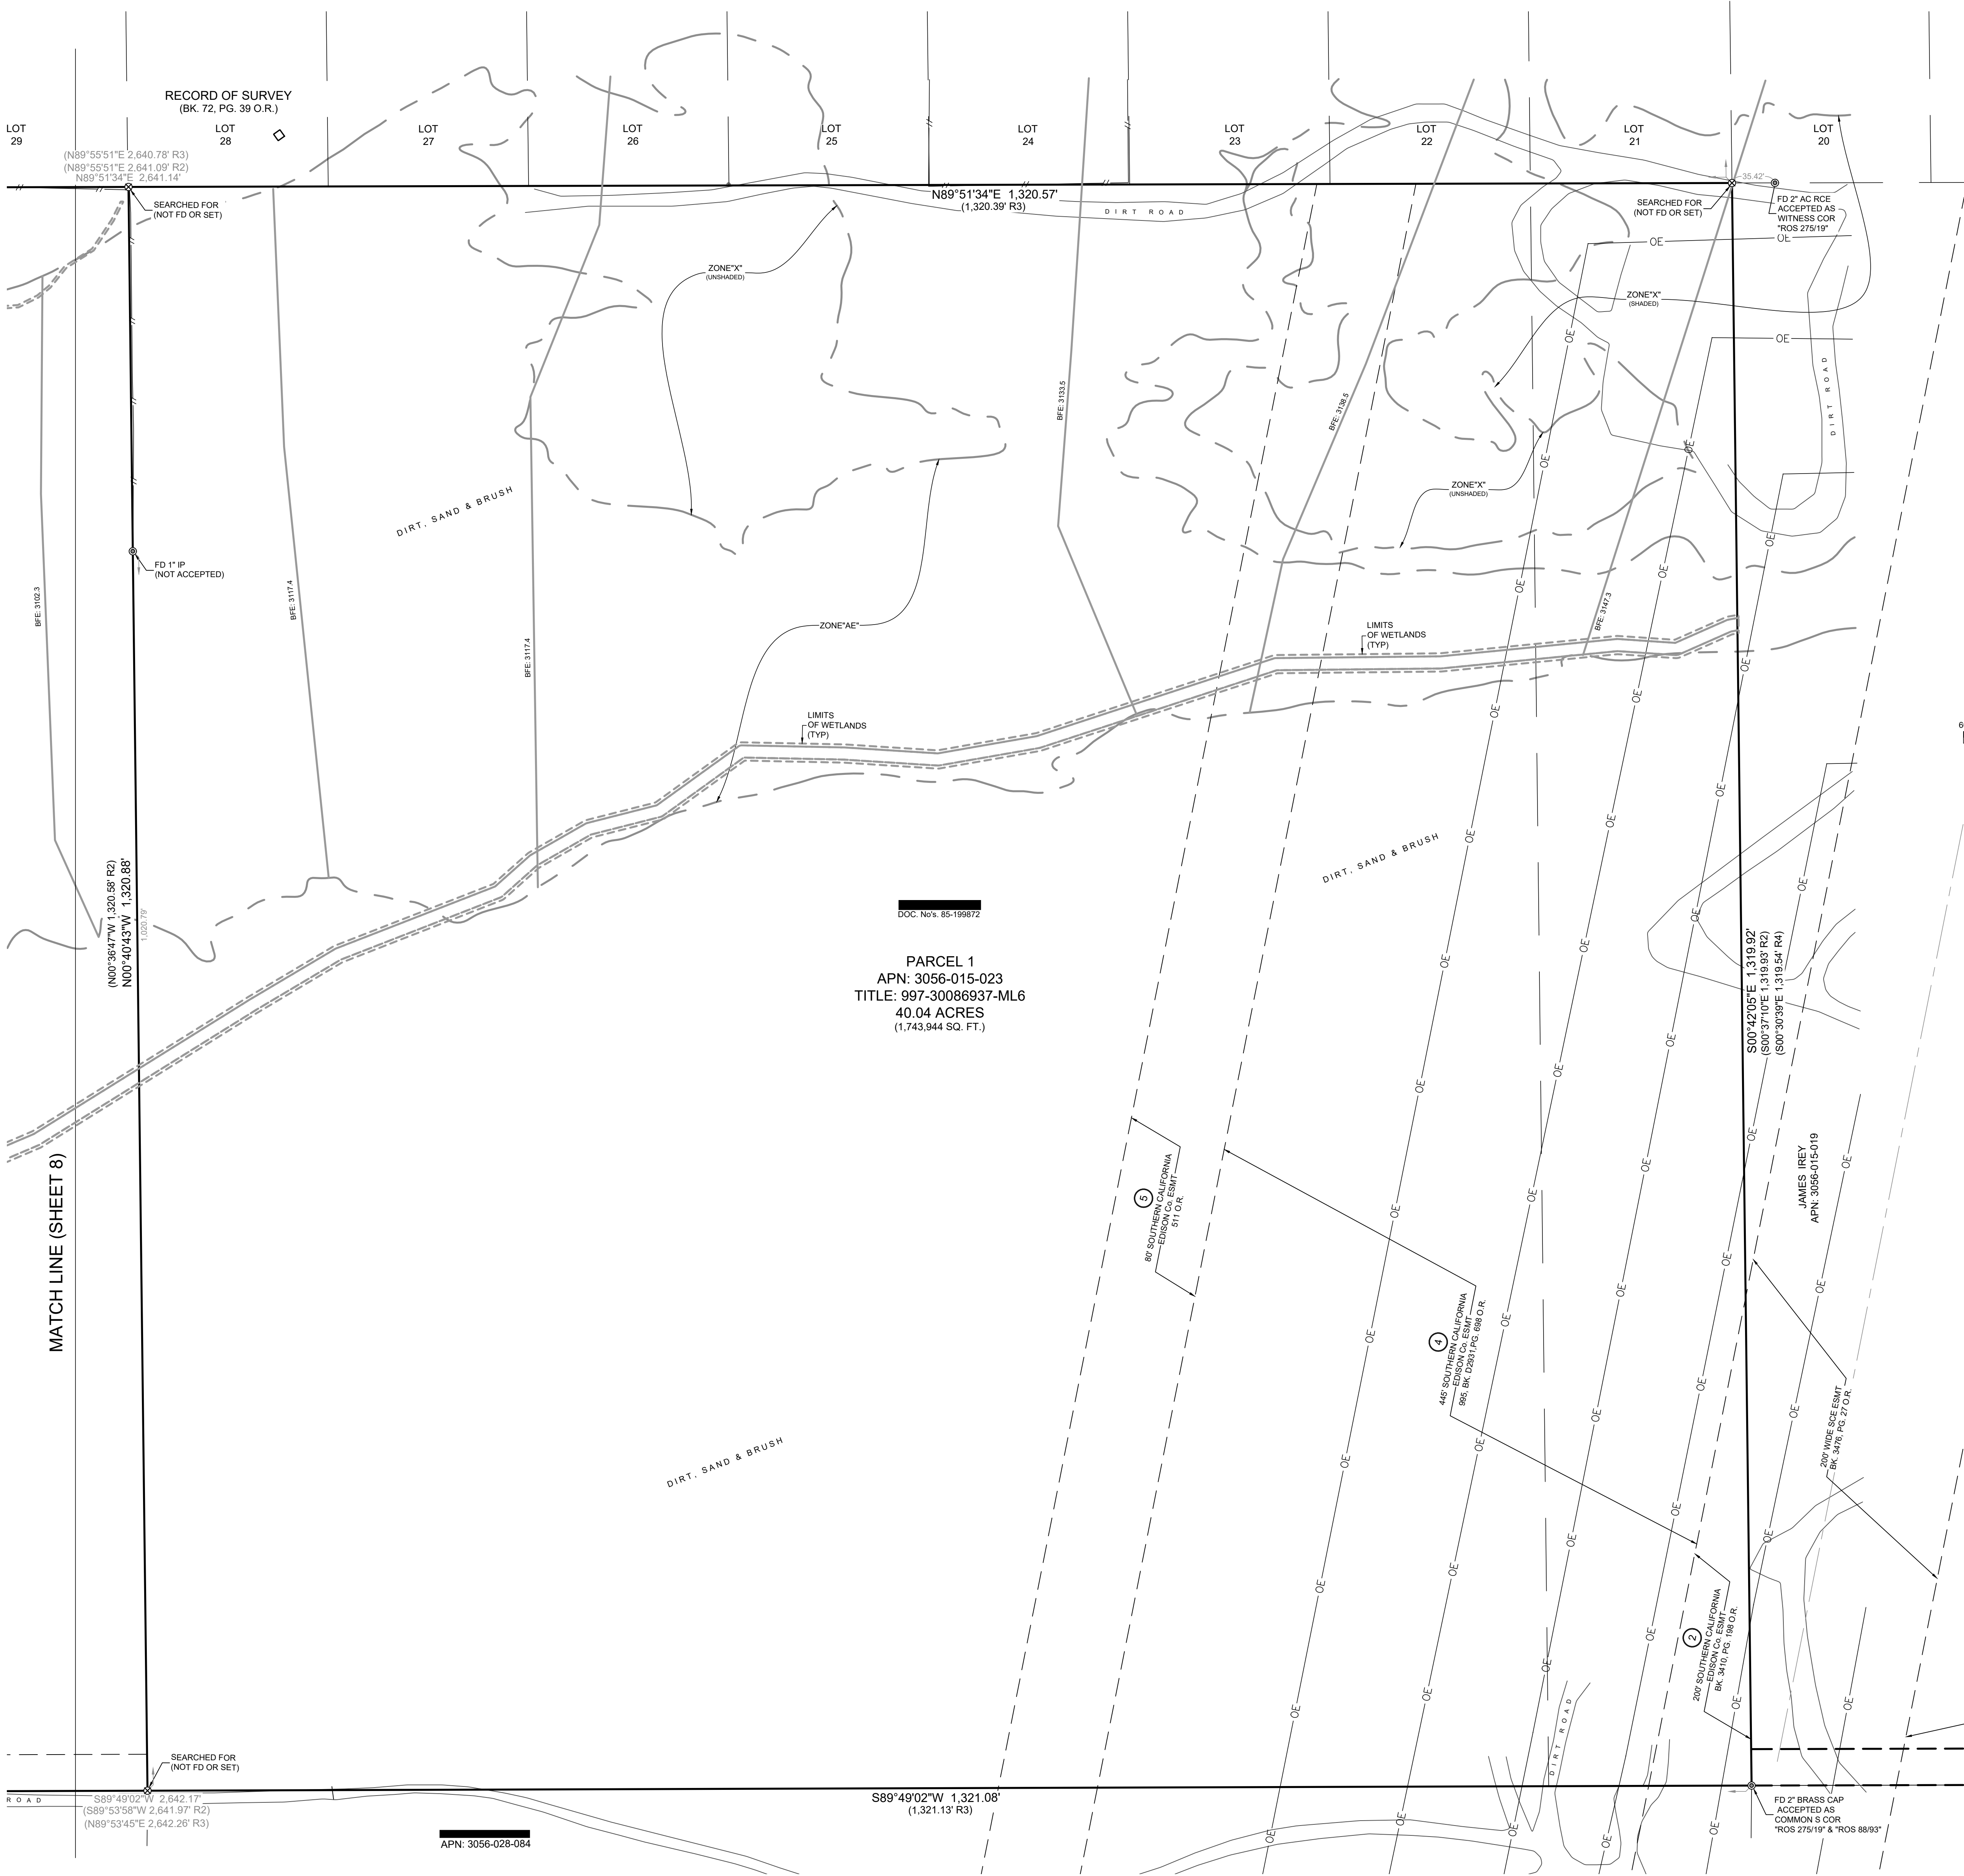 RECORD OF SURVEY
(BK. 72, PG. 39 O.R.)
LOT
29
LOT
28
LOT
27
LOT
26
LOT
25
LOT
24
LOT
23
LOT
22
LOT
21
LOT
20
(N89°55'51"E 2,640.78' R3)
(N89°55'51"E 2,641.09' R2)
N89°51'34"E 2,641.14'
SEARCHED FOR
(NOT FD OR SET)
N89°51'34"E 1,320.57'
(1,320.39' R3)
DIRT ROAD
SEARCHED FOR
(NOT FD OR SET)
35.42'
FD 2" AC RCE
ACCEPTED AS
WITNESS COR
"ROS 275/19"
OE
OE
OE
OE
OE
ZONE"X"
(UNSHADED)
ZONE"X"
(SHADED)
DIRT ROAD
BFE: 3133.5
BFE: 3138.5
ZONE"X"
(UNSHADED)
DIRT, SAND & BRUSH
FD 1" IP
(NOT ACCEPTED)
BFE: 3102.3
BFE: 3117.4
BFE: 3117.4
ZONE"AE"
LIMITS
OF WETLANDS
(TYP)
BFE: 3147.3
LIMITS
OF WETLANDS
(TYP)
DIRT, SAND & BRUSH
(N00°36'47"W 1,320.58' R2)
N00°40'43"W 1,320.88'
1,020.79'
DOC. No's. 85-199872
PARCEL 1
APN: 3056-015-023
TITLE: 997-30086937-ML6
40.04 ACRES
(1,743,944 SQ. FT.)
S00°42'05"E 1,319.92'
(S00°37'10"E 1,319.93' R2)
(S00°30'39"E 1,319.54' R4)
MATCH LINE (SHEET 8)
5
80' SOUTHERN CALIFORNIA
EDISON Co. ESMT
511 O.R.
JAMES IREY
APN: 3056-015-019
4
445' SOUTHERN CALIFORNIA
EDISON Co. ESMT
995, BK. D2931,PG. 698 O.R.
200' WIDE SCE ESMT
BK. 3476, PG. 27 O.R.
DIRT, SAND & BRUSH
2
200' SOUTHERN CALIFORNIA
EDISON Co. ESMT
BK. 3410, PG. 198 O.R.
DIRT ROAD
SEARCHED FOR
(NOT FD OR SET)
ROAD
S89°49'02"W 2,642.17'
(S89°53'58"W 2,641.97' R2)
(N89°53'45"E 2,642.26' R3)
S89°49'02"W 1,321.08'
(1,321.13' R3)
FD 2" BRASS CAP
ACCEPTED AS
COMMON S COR
"ROS 275/19" & "ROS 88/93"
APN: 3056-028-084